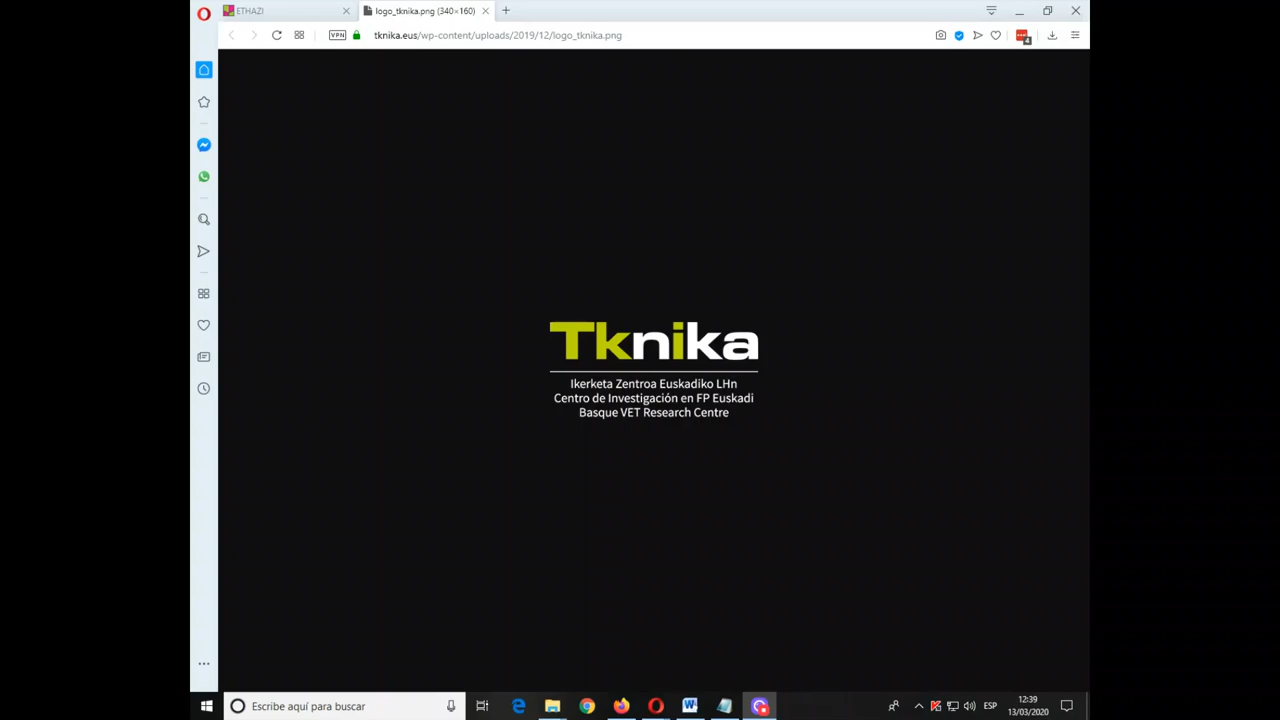 ETHAZI
logo_tknika.png (340×160)
VPN
tknika.eus/wp-content/uploads/2019/12/logo_tknika.png
4
Tknika
Ikerketa Zentroa Euskadiko LHn
Centro de Investigación en FP Euskadi
Basque VET Research Centre
Escribe aquí para buscar
ESP
12:39
13/03/2020